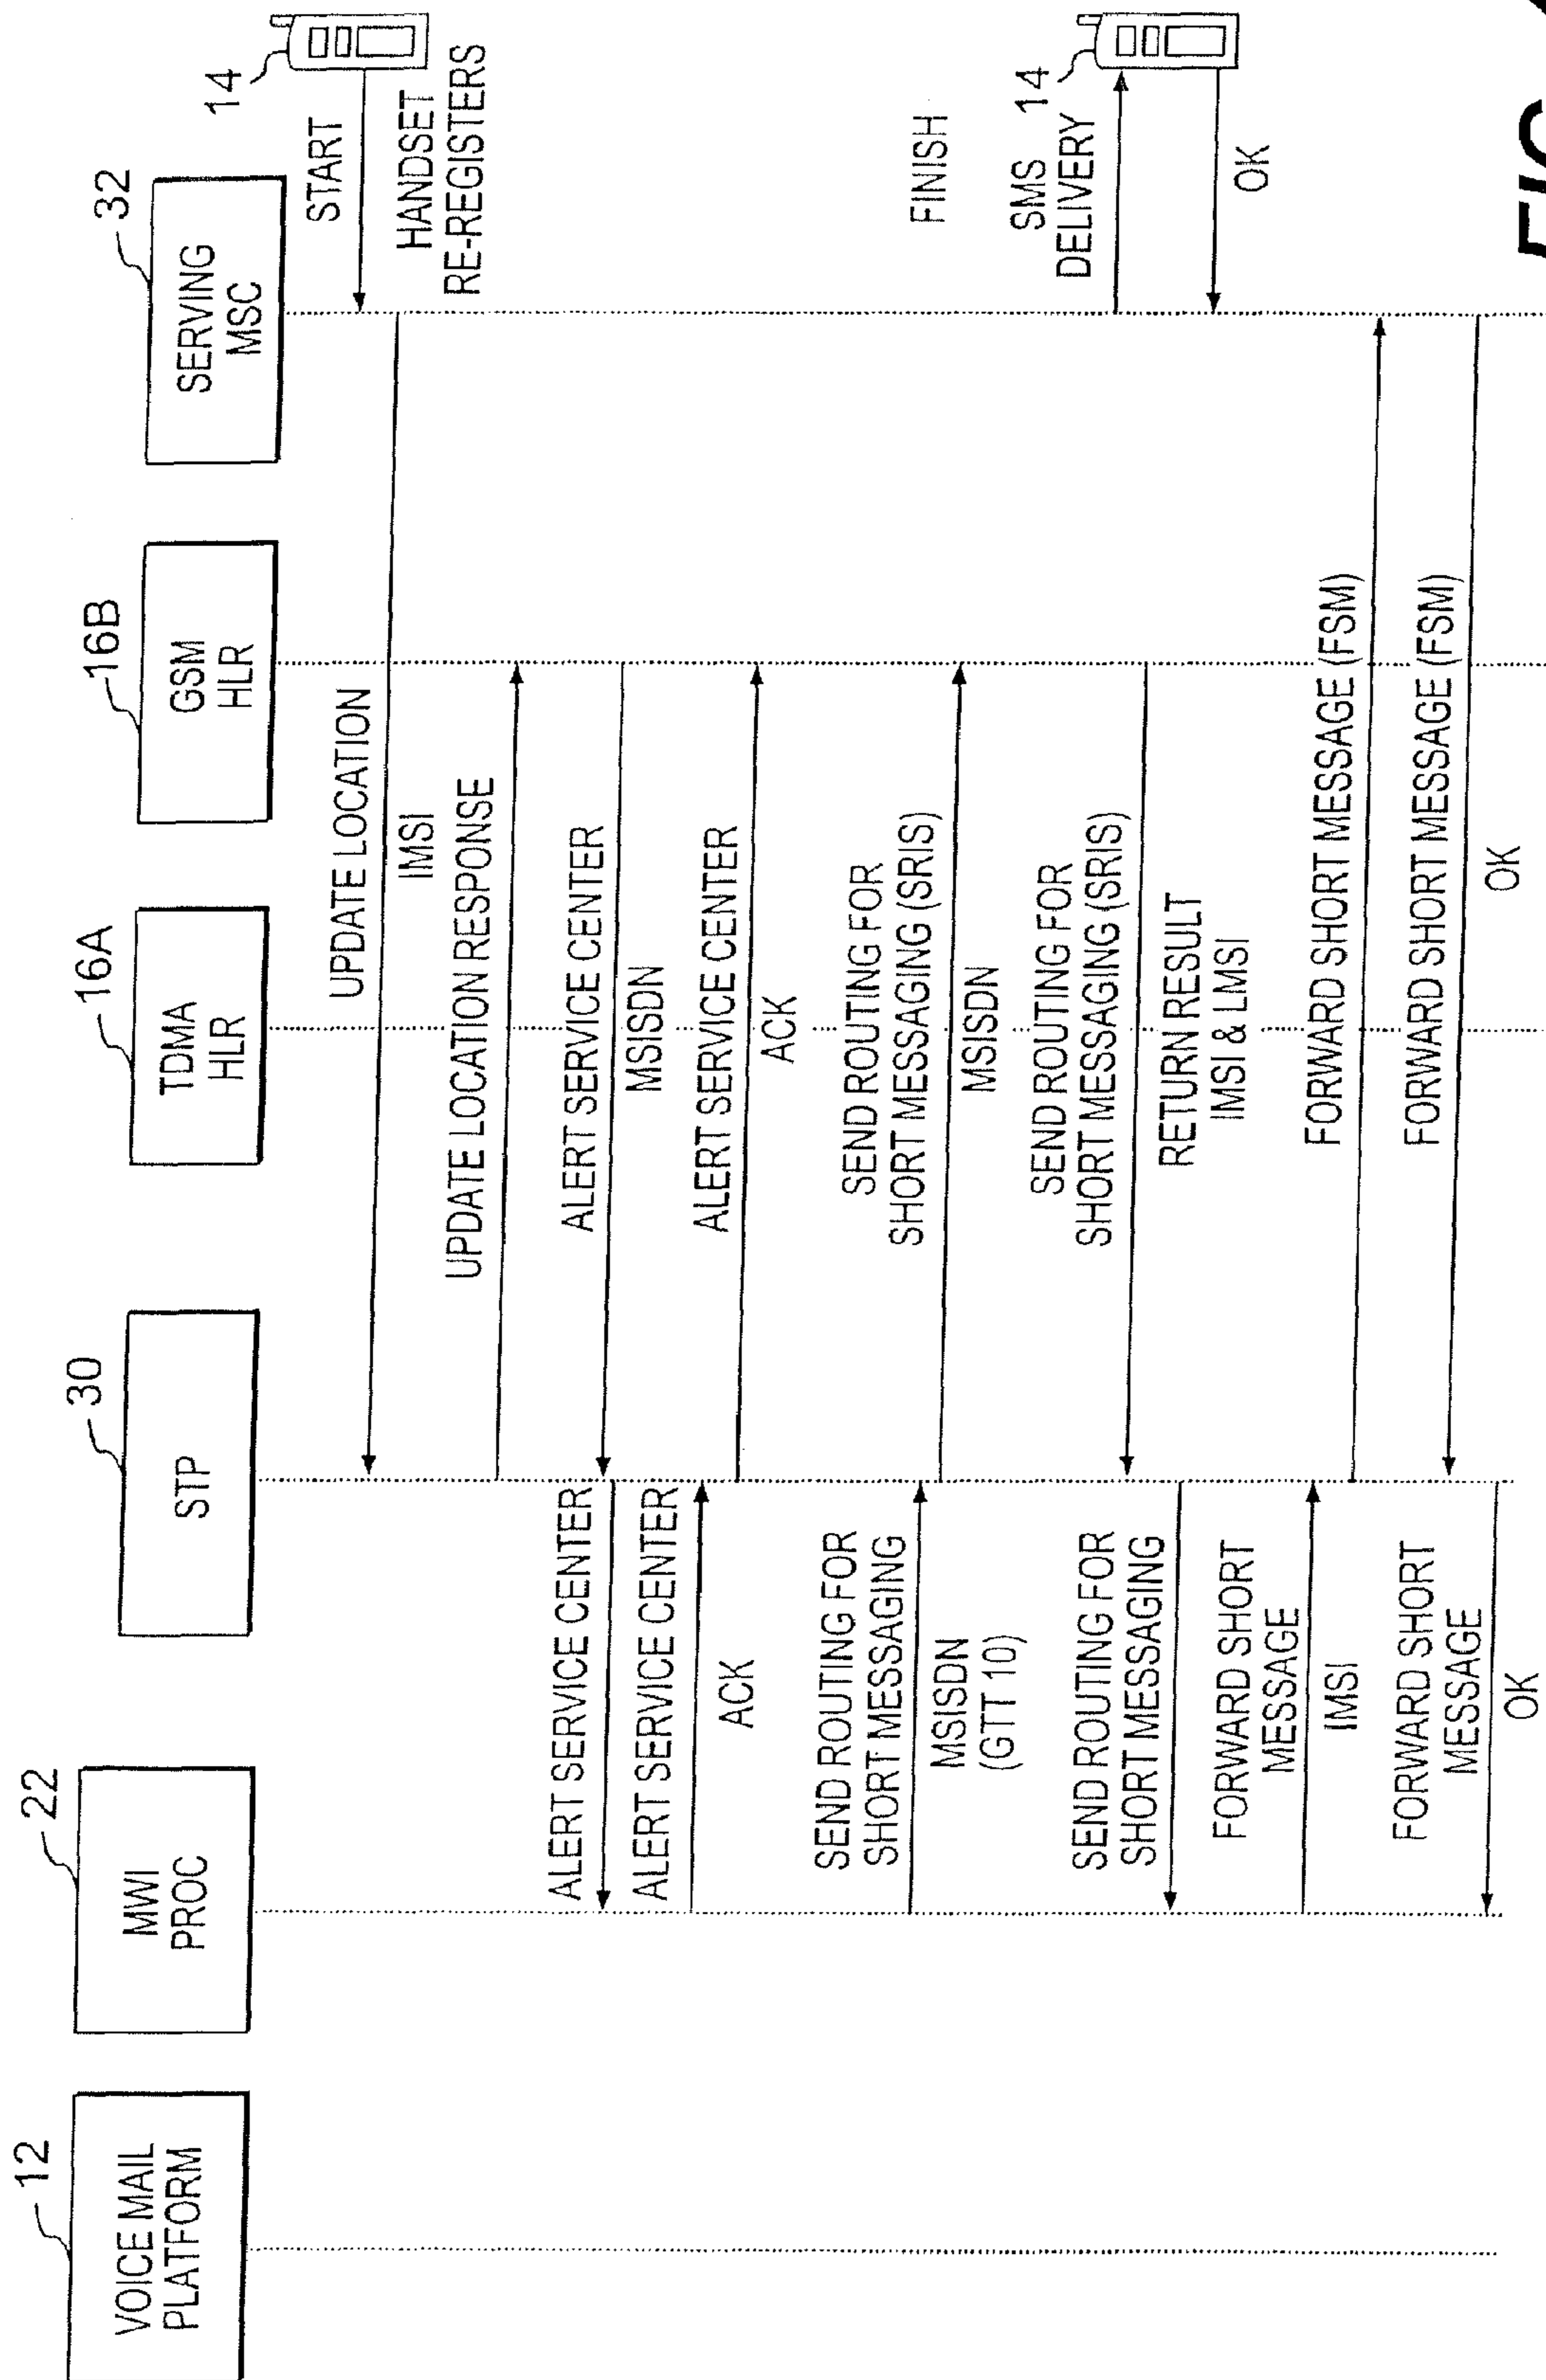 12
VOICE MAIL
PLATFORM
22
MWI
PROC
30
STP
16A
TDMA
HLR
16B
GSM
HLR
32
SERVING
MSC
14
START
HANDSET
RE-REGISTERS
UPDATE LOCATION
IMSI
UPDATE LOCATION RESPONSE
ALERT SERVICE CENTER
MSISDN
ALERT SERVICE CENTER
ALERT SERVICE CENTER
ACK
ALERT SERVICE CENTER
ACK
SEND ROUTING FOR
SHORT MESSAGING
MSISDN
(GTT 10)
SEND ROUTING FOR
SHORT MESSAGING (SRIS)
MSISDN
SEND ROUTING FOR
SHORT MESSAGING (SRIS)
RETURN RESULT
IMSI & LMSI
SEND ROUTING FOR
SHORT MESSAGING
FORWARD SHORT
MESSAGE
IMSI
FORWARD SHORT MESSAGE (FSM)
FINISH
SMS
DELIVERY
14
OK
FORWARD SHORT MESSAGE (FSM)
OK
FORWARD SHORT
MESSAGE
OK
FIG.